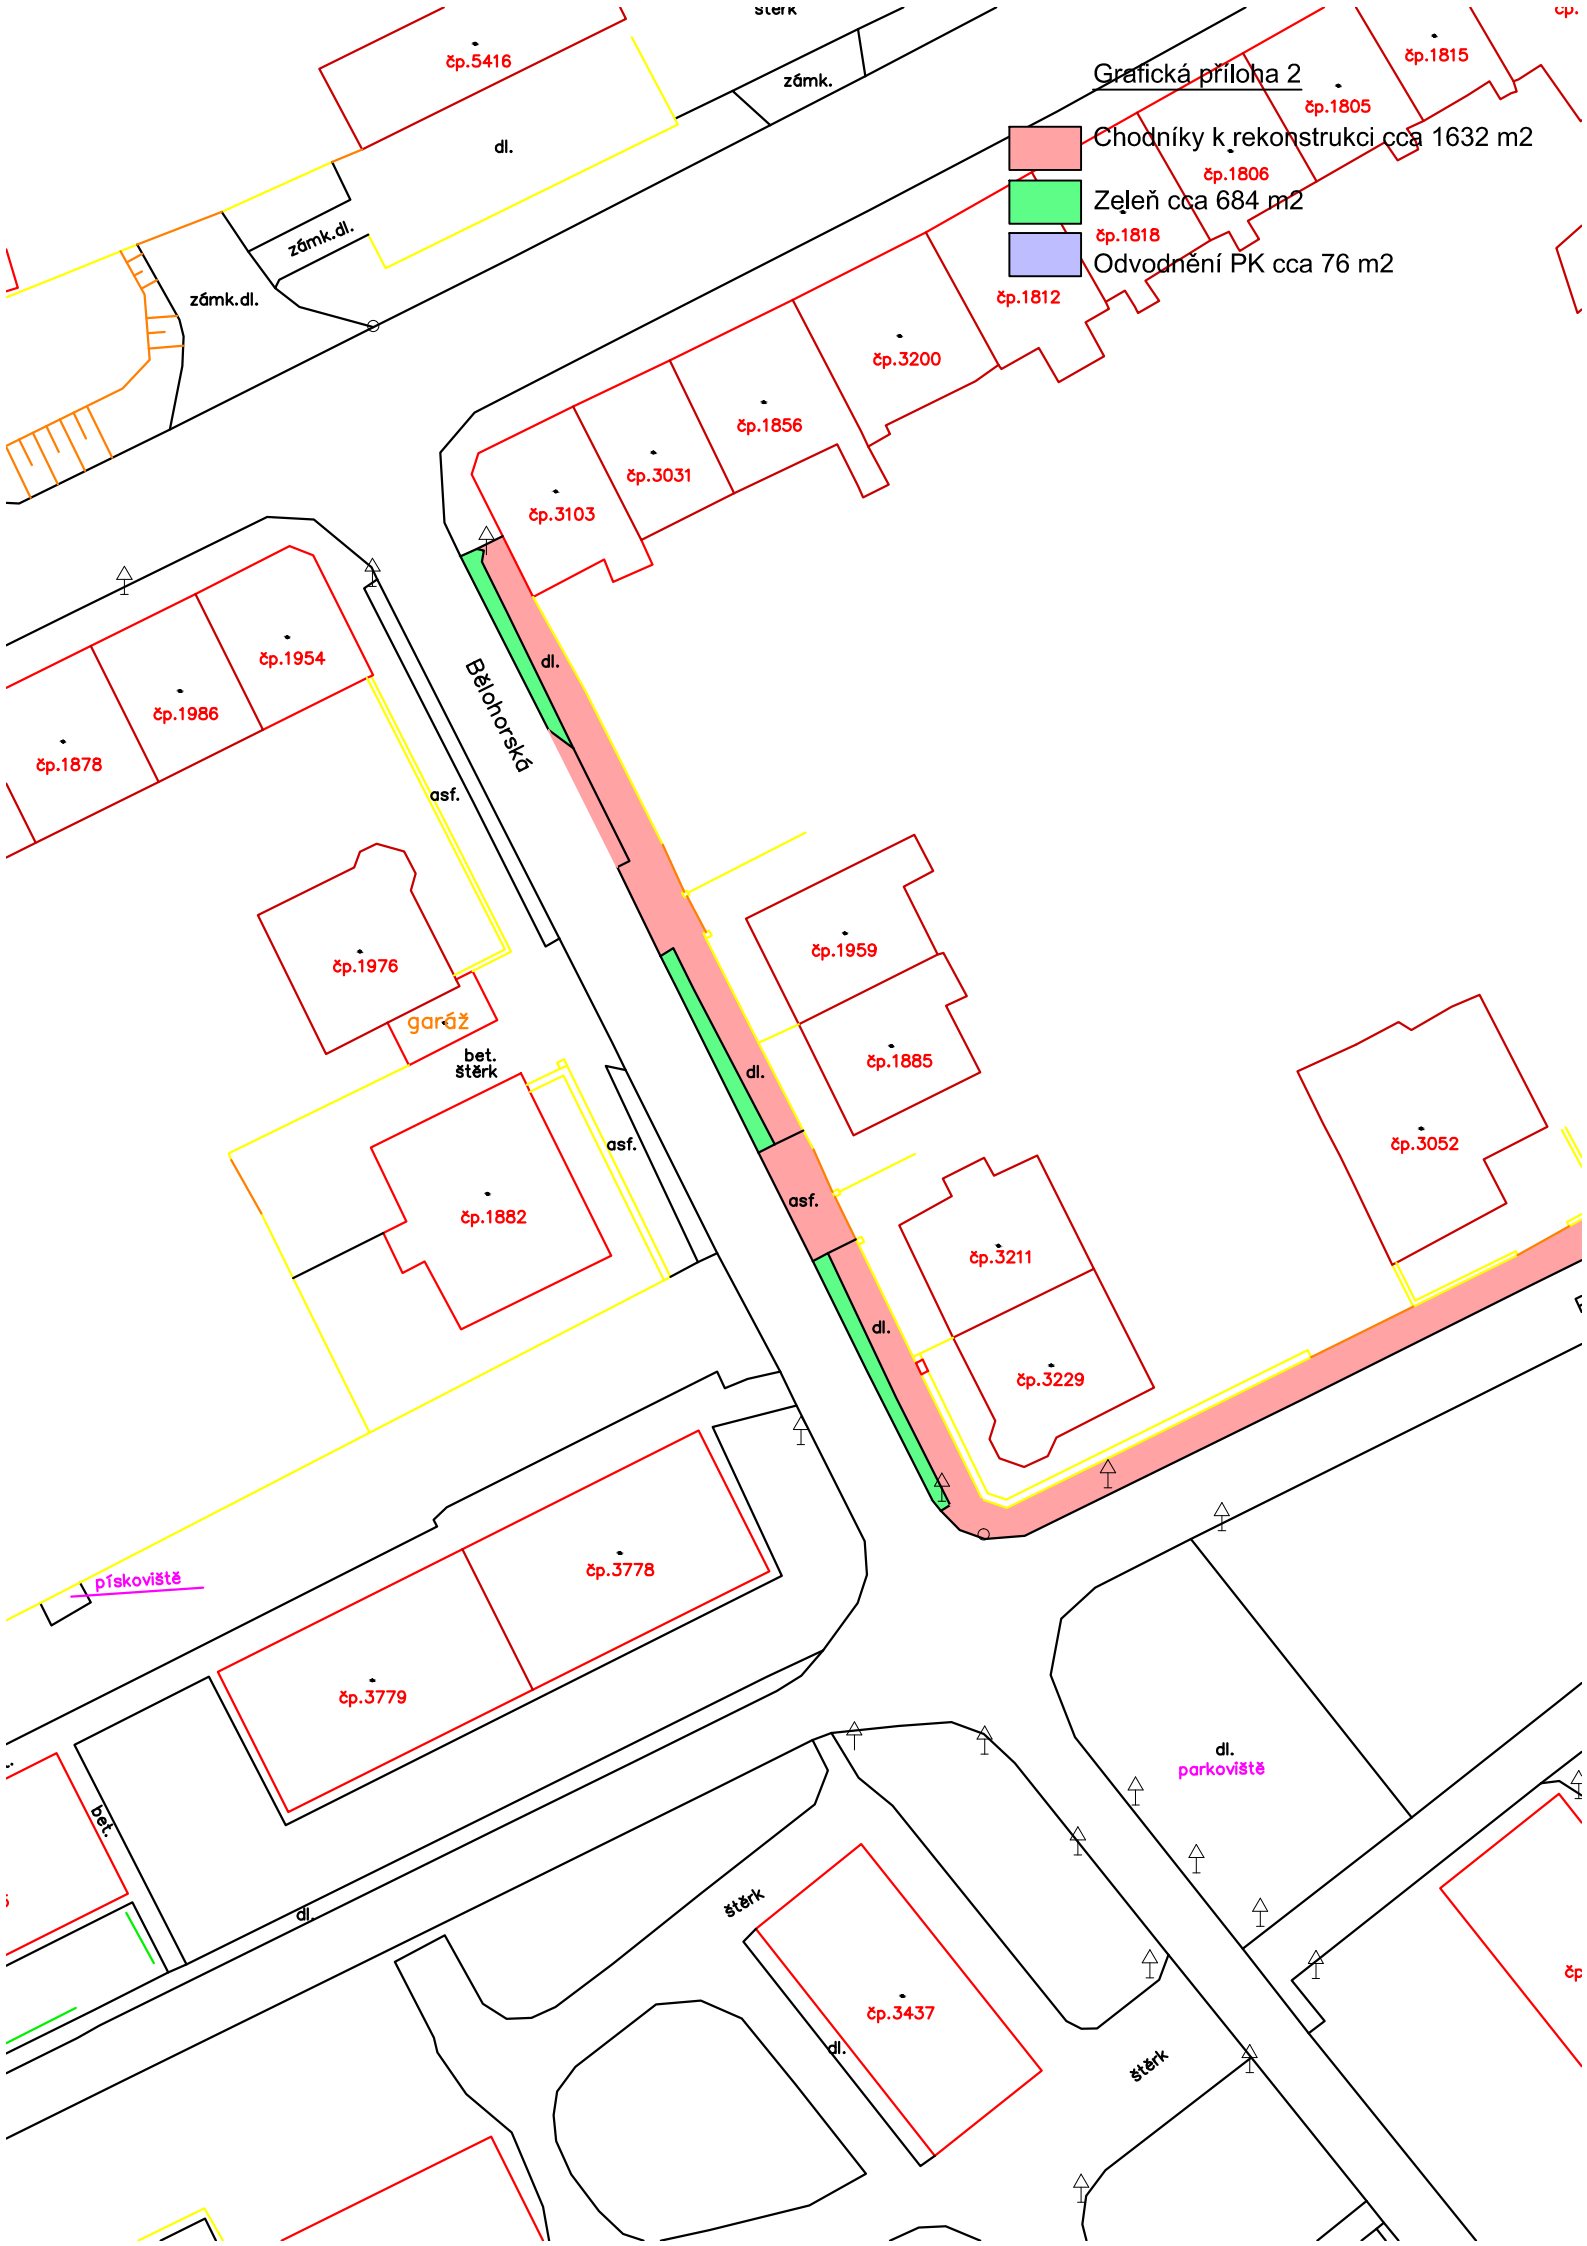 štěrk
čp.
čp.5416
čp.1815
Grafická příloha 2
zámk.
čp.1805
Chodníky k rekonstrukci cca 1632 m2
dl.
čp.1806
Zeleň cca 684 m2
zámk.dl.
čp.1818
Odvodnění PK cca 76 m2
zámk.dl.
čp.1812
čp.3200
čp.1856
čp.3031
čp.3103
čp.1954
dl.
Bělohorská
čp.1986
čp.1878
asf.
čp.1959
čp.1976
garáž
bet.
štěrk
čp.1885
dl.
asf.
čp.3052
čp.1882
asf.
čp.3211
dl.
čp.3229
čp.3778
pískoviště
čp.3779
dl.
parkoviště
bet.
štěrk
dl.
čp
čp.3437
dl.
štěrk